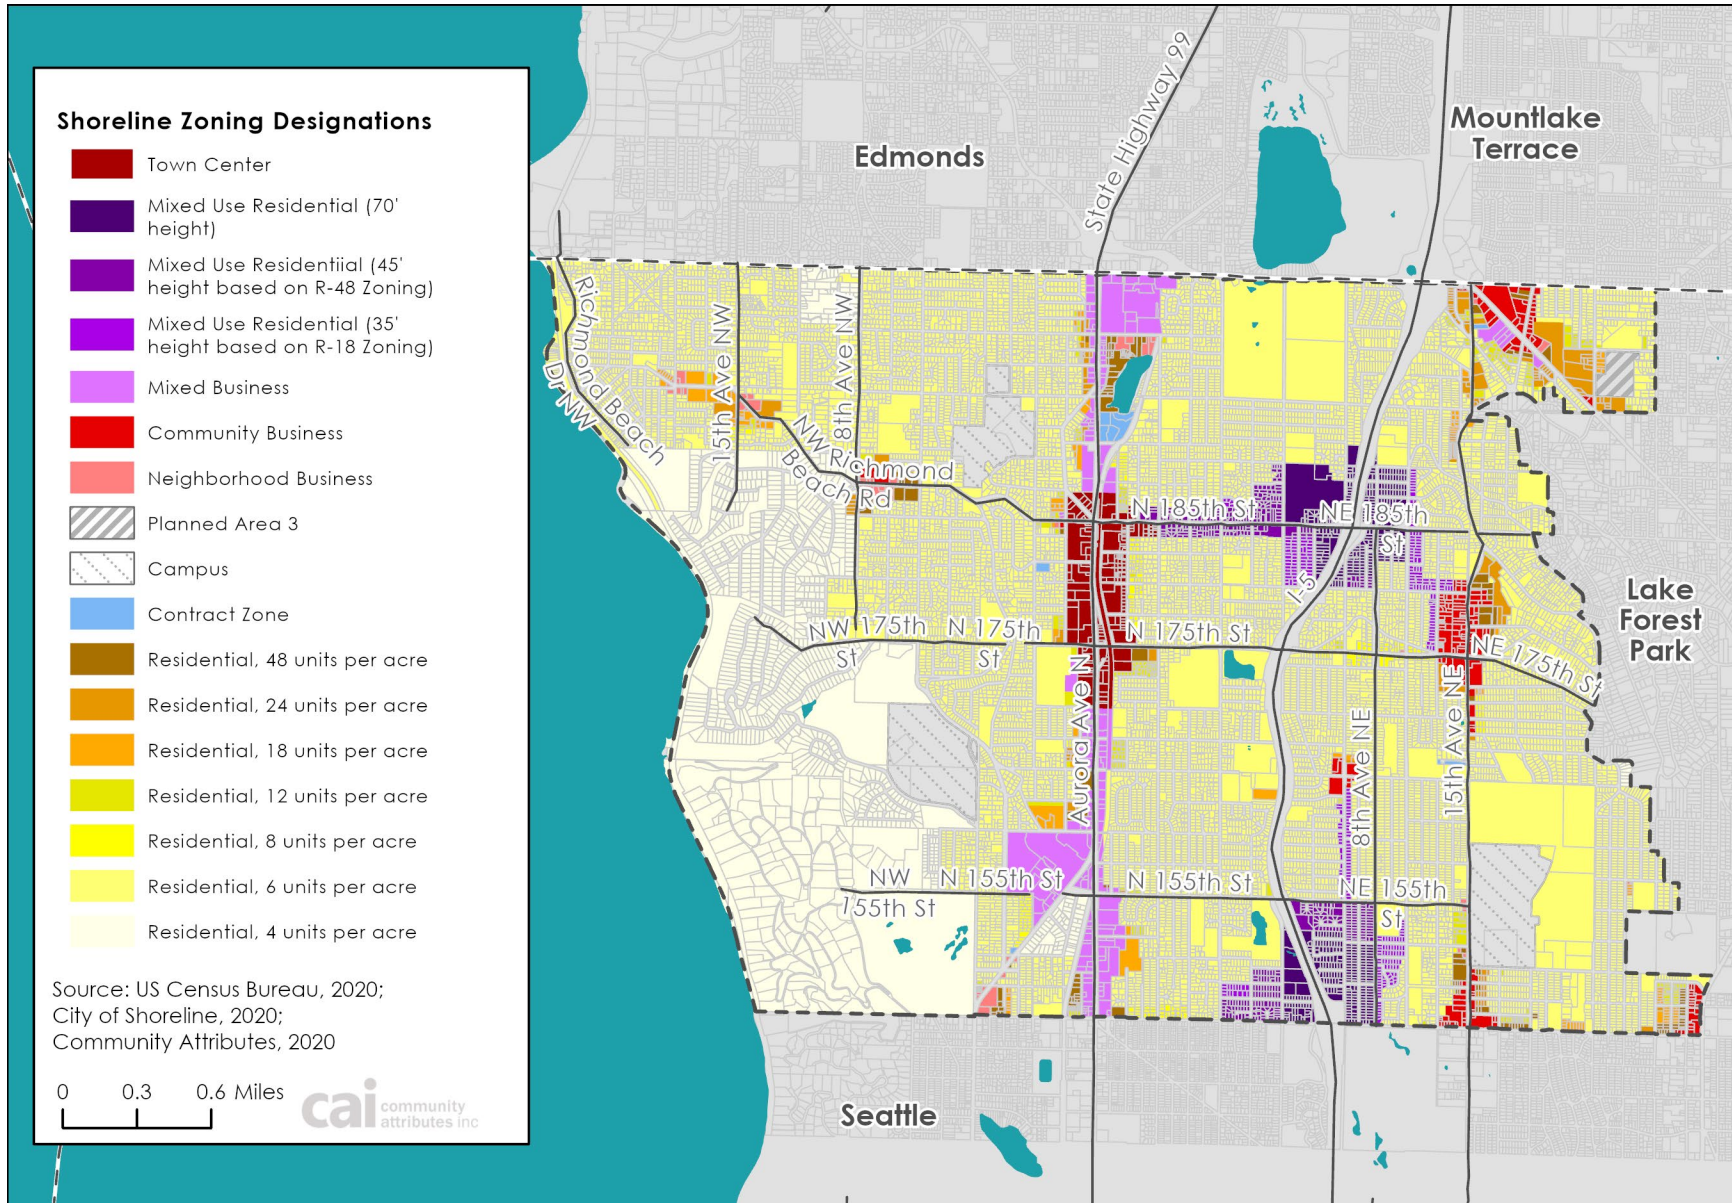 Shoreline Zoning Designations
Town Center
Mixed Use Residential (70'
height)
Mixed Use Residentiial (45'
height based on R-48 Zoning)
Mixed Use Residential (35'
height based on R-18 Zoning)
Mixed Business
Community Business
Neighborhood Business
Planned Area 3
Campus
Contract Zone
Residential, 48 units per acre
Residential, 24 units per acre
Residential, 18 units per acre
Residential, 12 units per acre
Residential, 8 units per acre
Residential, 6 units per acre
Residential, 4 units per acre
Source: US Census Bureau, 2020;
City of Shoreline, 2020;
Community Attributes, 2020
0 0.3 0.6 Miles
cai community
attributes inc
Edmonds
State Highway 99
Mountlake
Terrace
Richmond Beach
Dr NW
15th Ave NW
8th Ave NW
NW Richmond
Beach Rd
N 185th St
NE 185th
St
I-5
Lake
Forest
Park
NW 175th
St
N 175th
St
N 175th St
NE 175th St
Aurora Ave N
8th Ave NE
15th Ave NE
NW
155th St
N 155th St
N 155th St
NE 155th
St
Seattle